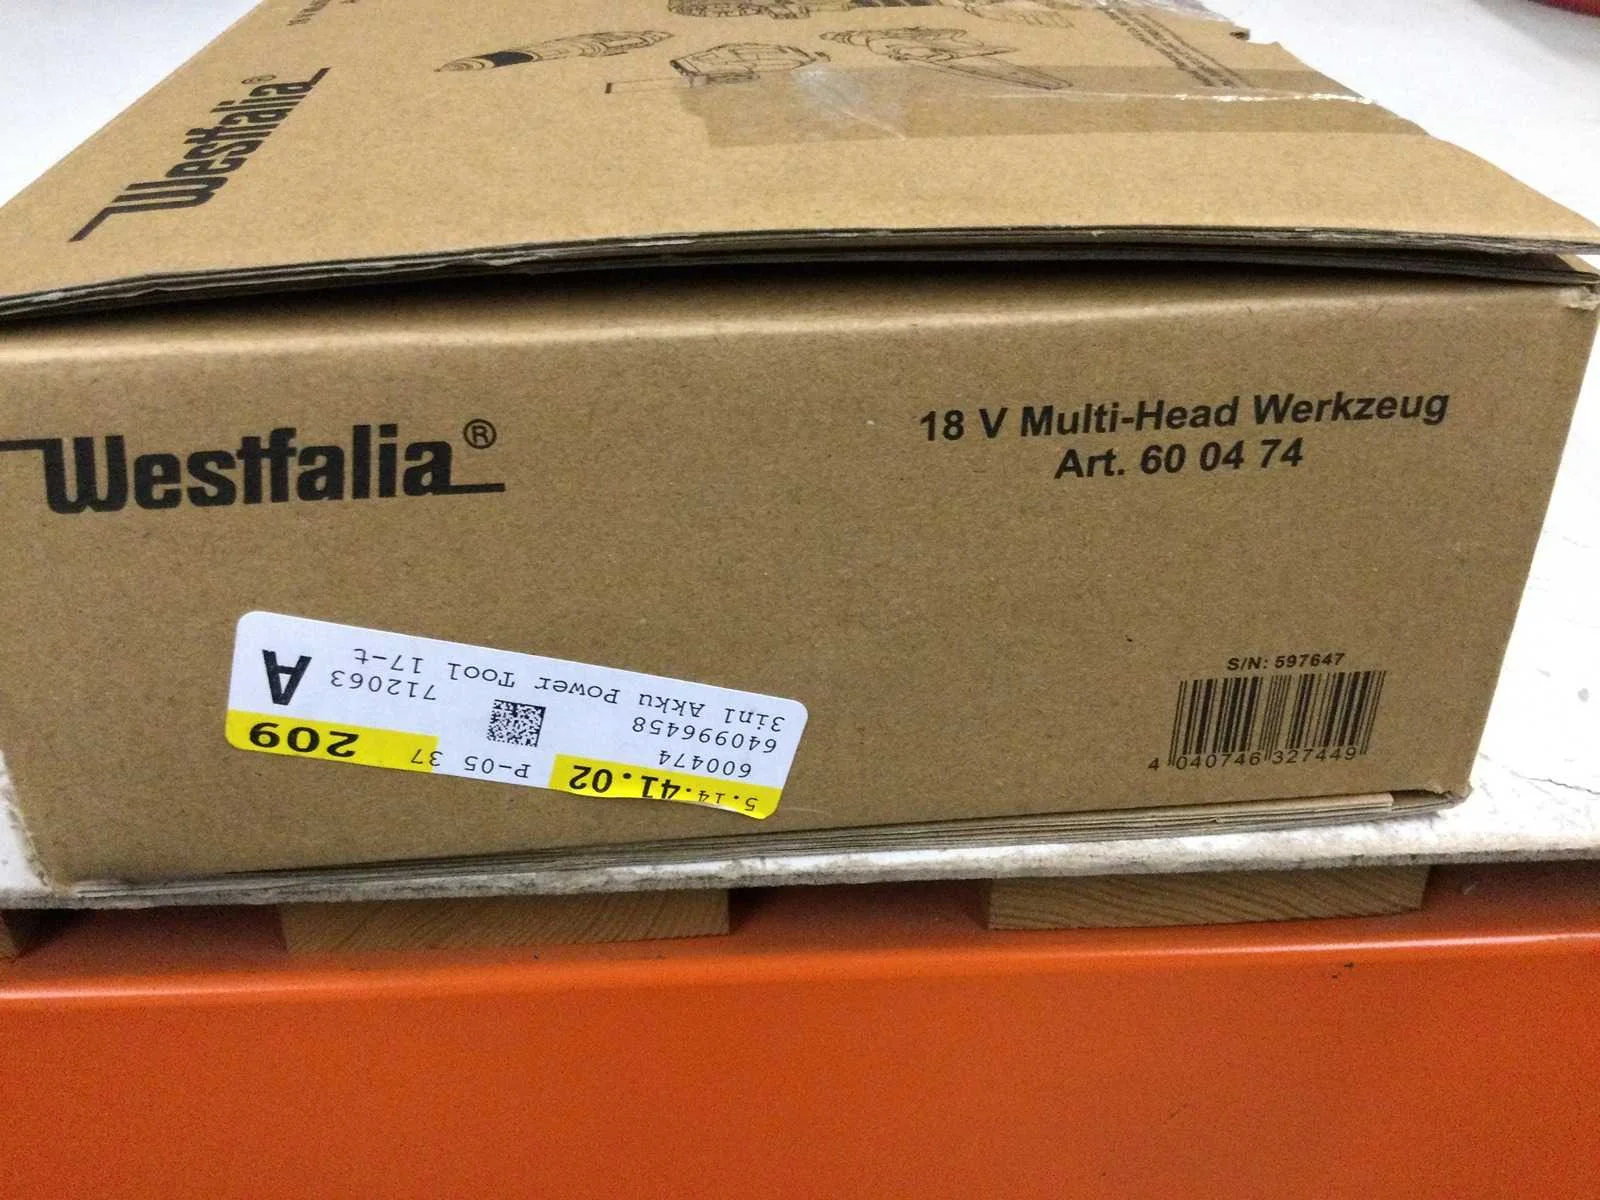 Westfalia®
Westfalia®
18 V Multi-Head Werkzeug
Art. 60 04 74
S/N: 597647
4 040746 327449
5.14.41.02
P-05 37
209
600474
640996458
712063
A
3in1 Akku Power Tool 17-t